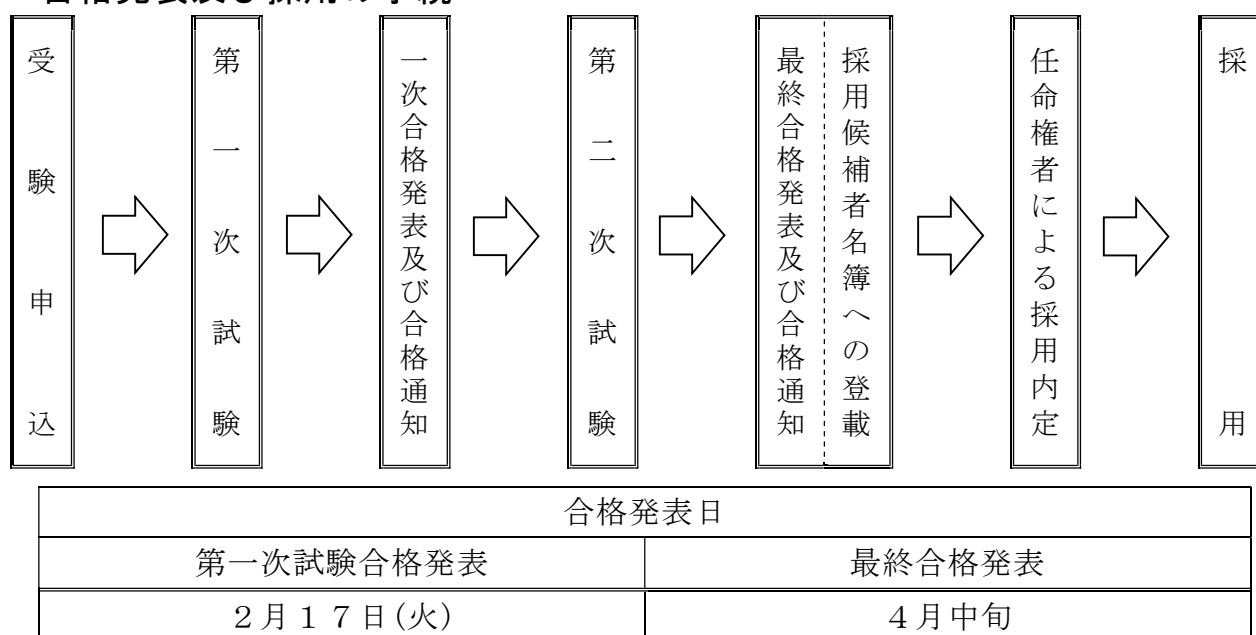 受験申込
第一次試験
一次合格発表及び合格通知
第二次試験
採用候補者名簿への登載
最終合格発表及び合格通知
任命権者による採用内定
採用
合格発表日
第一次試験合格発表 最終合格発表
２月１７日(火) ４月中旬